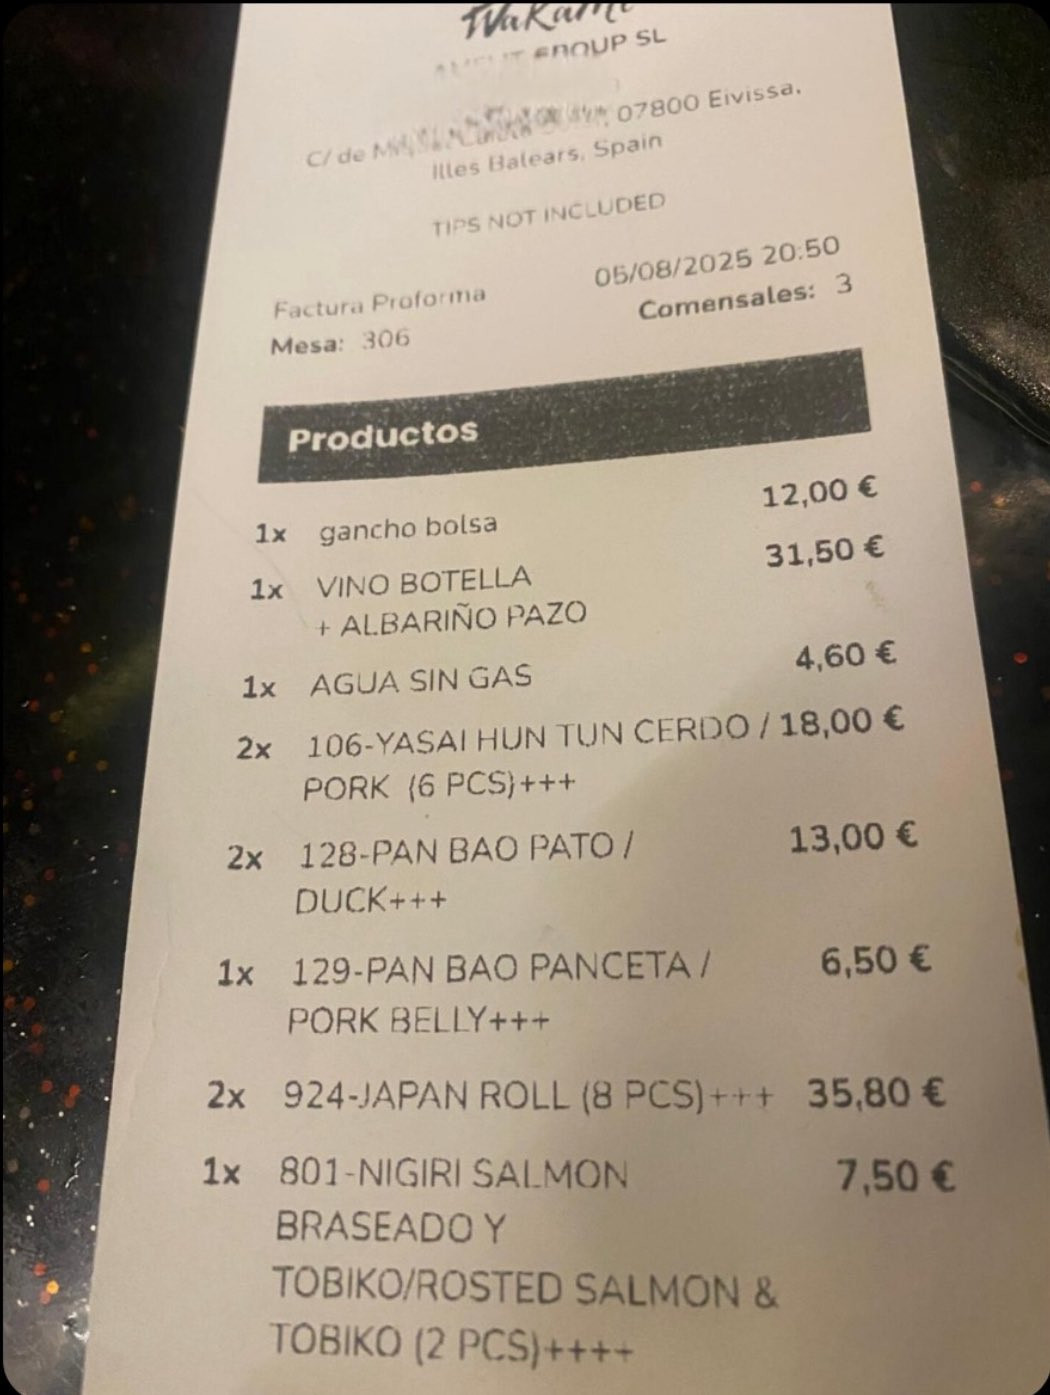 Wakame
GROUP SL
C/ de 07800 Eivissa,
Illes Balears, Spain
TIPS NOT INCLUDED
Factura Proforma 05/08/2025 20:50
Mesa: 306 Comensales: 3
Productos
1x gancho bolsa 12,00 €
1x VINO BOTELLA 31,50 €
+ ALBARIÑO PAZO
1x AGUA SIN GAS 4,60 €
2x 106-YASAI HUN TUN CERDO / 18,00 €
PORK (6 PCS)+++
2x 128-PAN BAO PATO / 13,00 €
DUCK+++
1x 129-PAN BAO PANCETA / 6,50 €
PORK BELLY+++
2x 924-JAPAN ROLL (8 PCS)+++ 35,80 €
1x 801-NIGIRI SALMON 7,50 €
BRASEADO Y
TOBIKO/ROSTED SALMON &
TOBIKO (2 PCS)++++